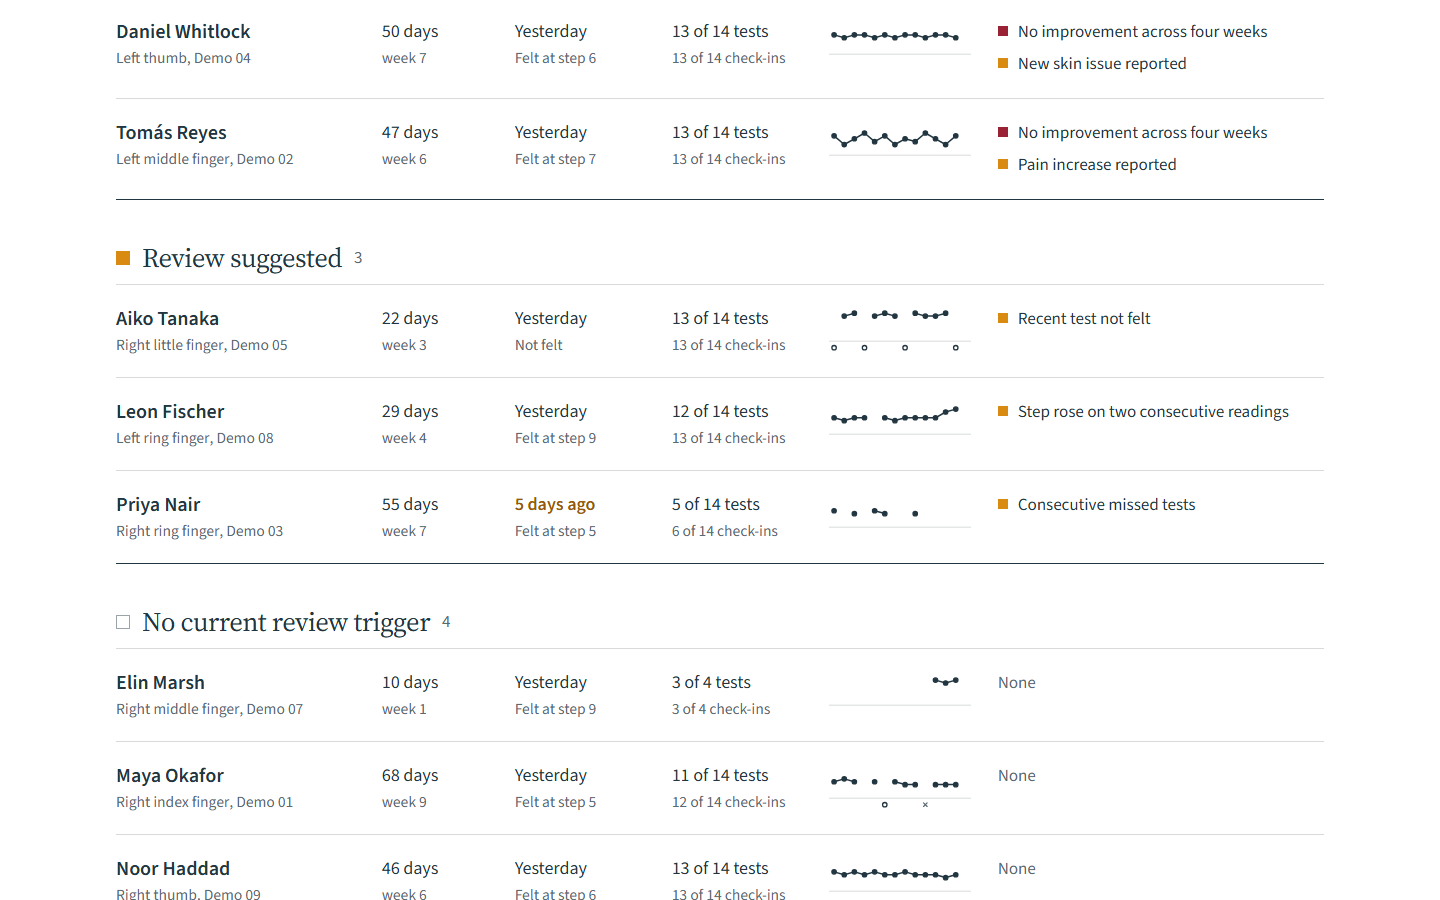 Daniel Whitlock 50 days Yesterday 13 of 14 tests No improvement across four weeks
Left thumb, Demo 04 week 7 Felt at step 6 13 of 14 check-ins New skin issue reported
Tomás Reyes 47 days Yesterday 13 of 14 tests No improvement across four weeks
Left middle finger, Demo 02 week 6 Felt at step 7 13 of 14 check-ins Pain increase reported
Review suggested 3
Aiko Tanaka 22 days Yesterday 13 of 14 tests Recent test not felt
Right little finger, Demo 05 week 3 Not felt 13 of 14 check-ins
Leon Fischer 29 days Yesterday 12 of 14 tests Step rose on two consecutive readings
Left ring finger, Demo 08 week 4 Felt at step 9 13 of 14 check-ins
Priya Nair 55 days 5 days ago 5 of 14 tests Consecutive missed tests
Right ring finger, Demo 03 week 7 Felt at step 5 6 of 14 check-ins
No current review trigger 4
Elin Marsh 10 days Yesterday 3 of 4 tests None
Right middle finger, Demo 07 week 1 Felt at step 9 3 of 4 check-ins
Maya Okafor 68 days Yesterday 11 of 14 tests None
Right index finger, Demo 01 week 9 Felt at step 5 12 of 14 check-ins
Noor Haddad 46 days Yesterday 13 of 14 tests None
Right thumb, Demo 09 week 6 Felt at step 6 13 of 14 check-ins